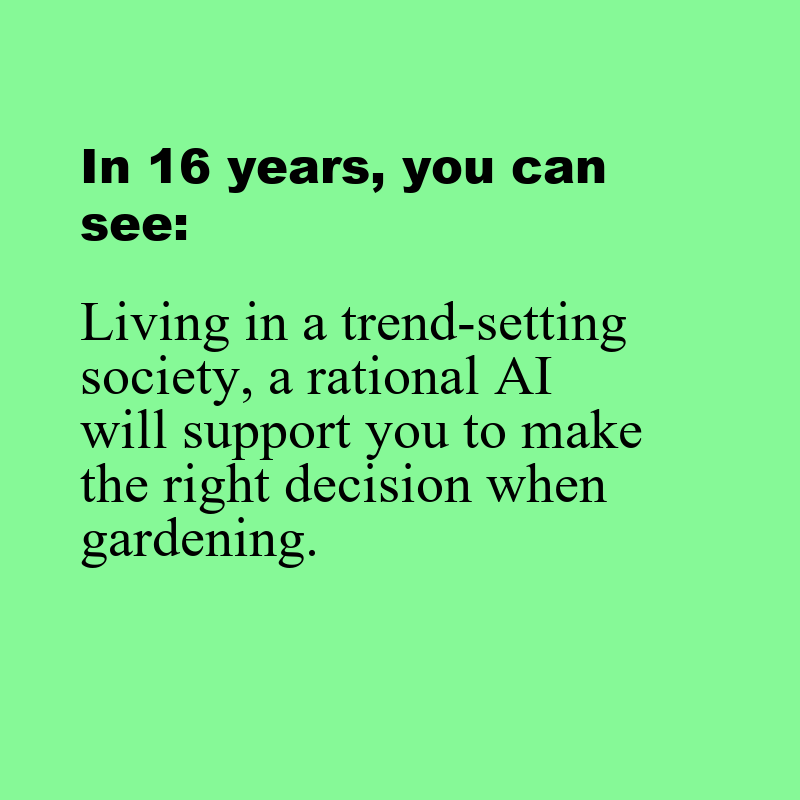 In 16 years, you can
see:
Living in a trend-setting
society, a rational AI
will support you to make
the right decision when
gardening.